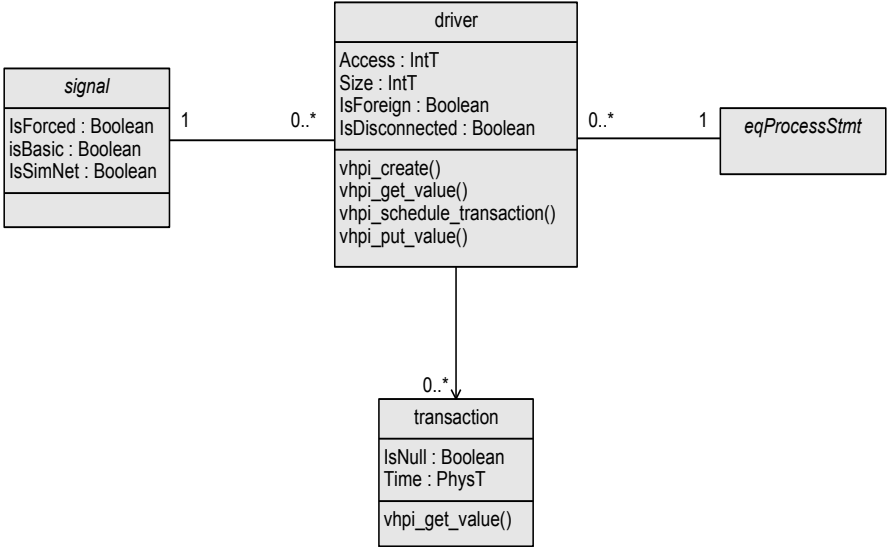 driver
Access : IntT
Size : IntT
IsForeign : Boolean
IsDisconnected : Boolean
vhpi_create()
vhpi_get_value()
vhpi_schedule_transaction()
vhpi_put_value()
signal
IsForced : Boolean
isBasic : Boolean
IsSimNet : Boolean
1
0..*
0..*
1
eqProcessStmt
0..*
transaction
IsNull : Boolean
Time : PhysT
vhpi_get_value()